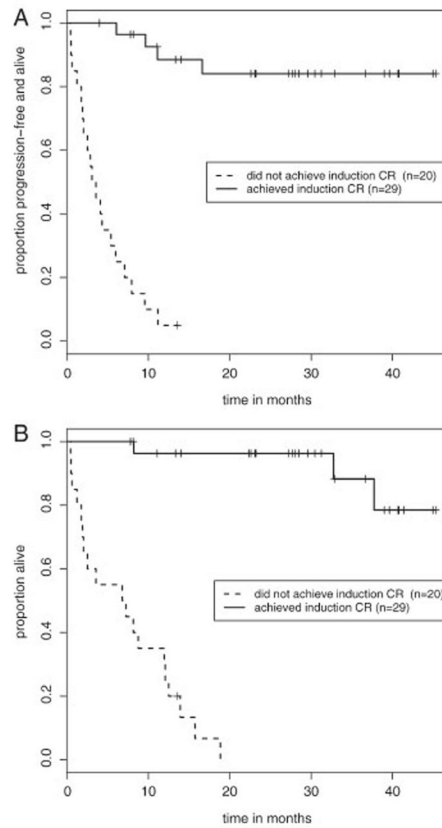 A
proportion progression-free and alive
1.0
0.8
0.6
0.4
0.2
0.0
did not achieve induction CR (n=20)
achieved induction CR (n=29)
0 10 20 30 40
time in months
B
proportion alive
1.0
0.8
0.6
0.4
0.2
0.0
did not achieve induction CR (n=20)
achieved induction CR (n=29)
0 10 20 30 40
time in months